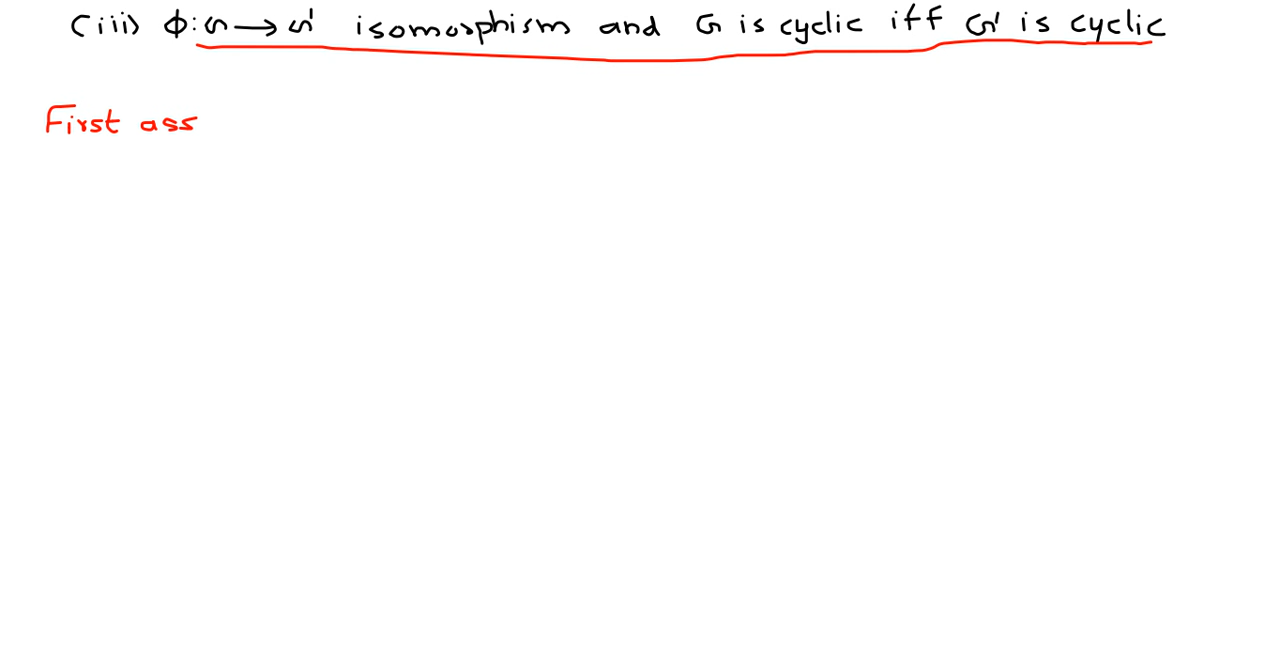 (iii) φ:G→G' isomorphism and G is cyclic iff G' is cyclic
First ass